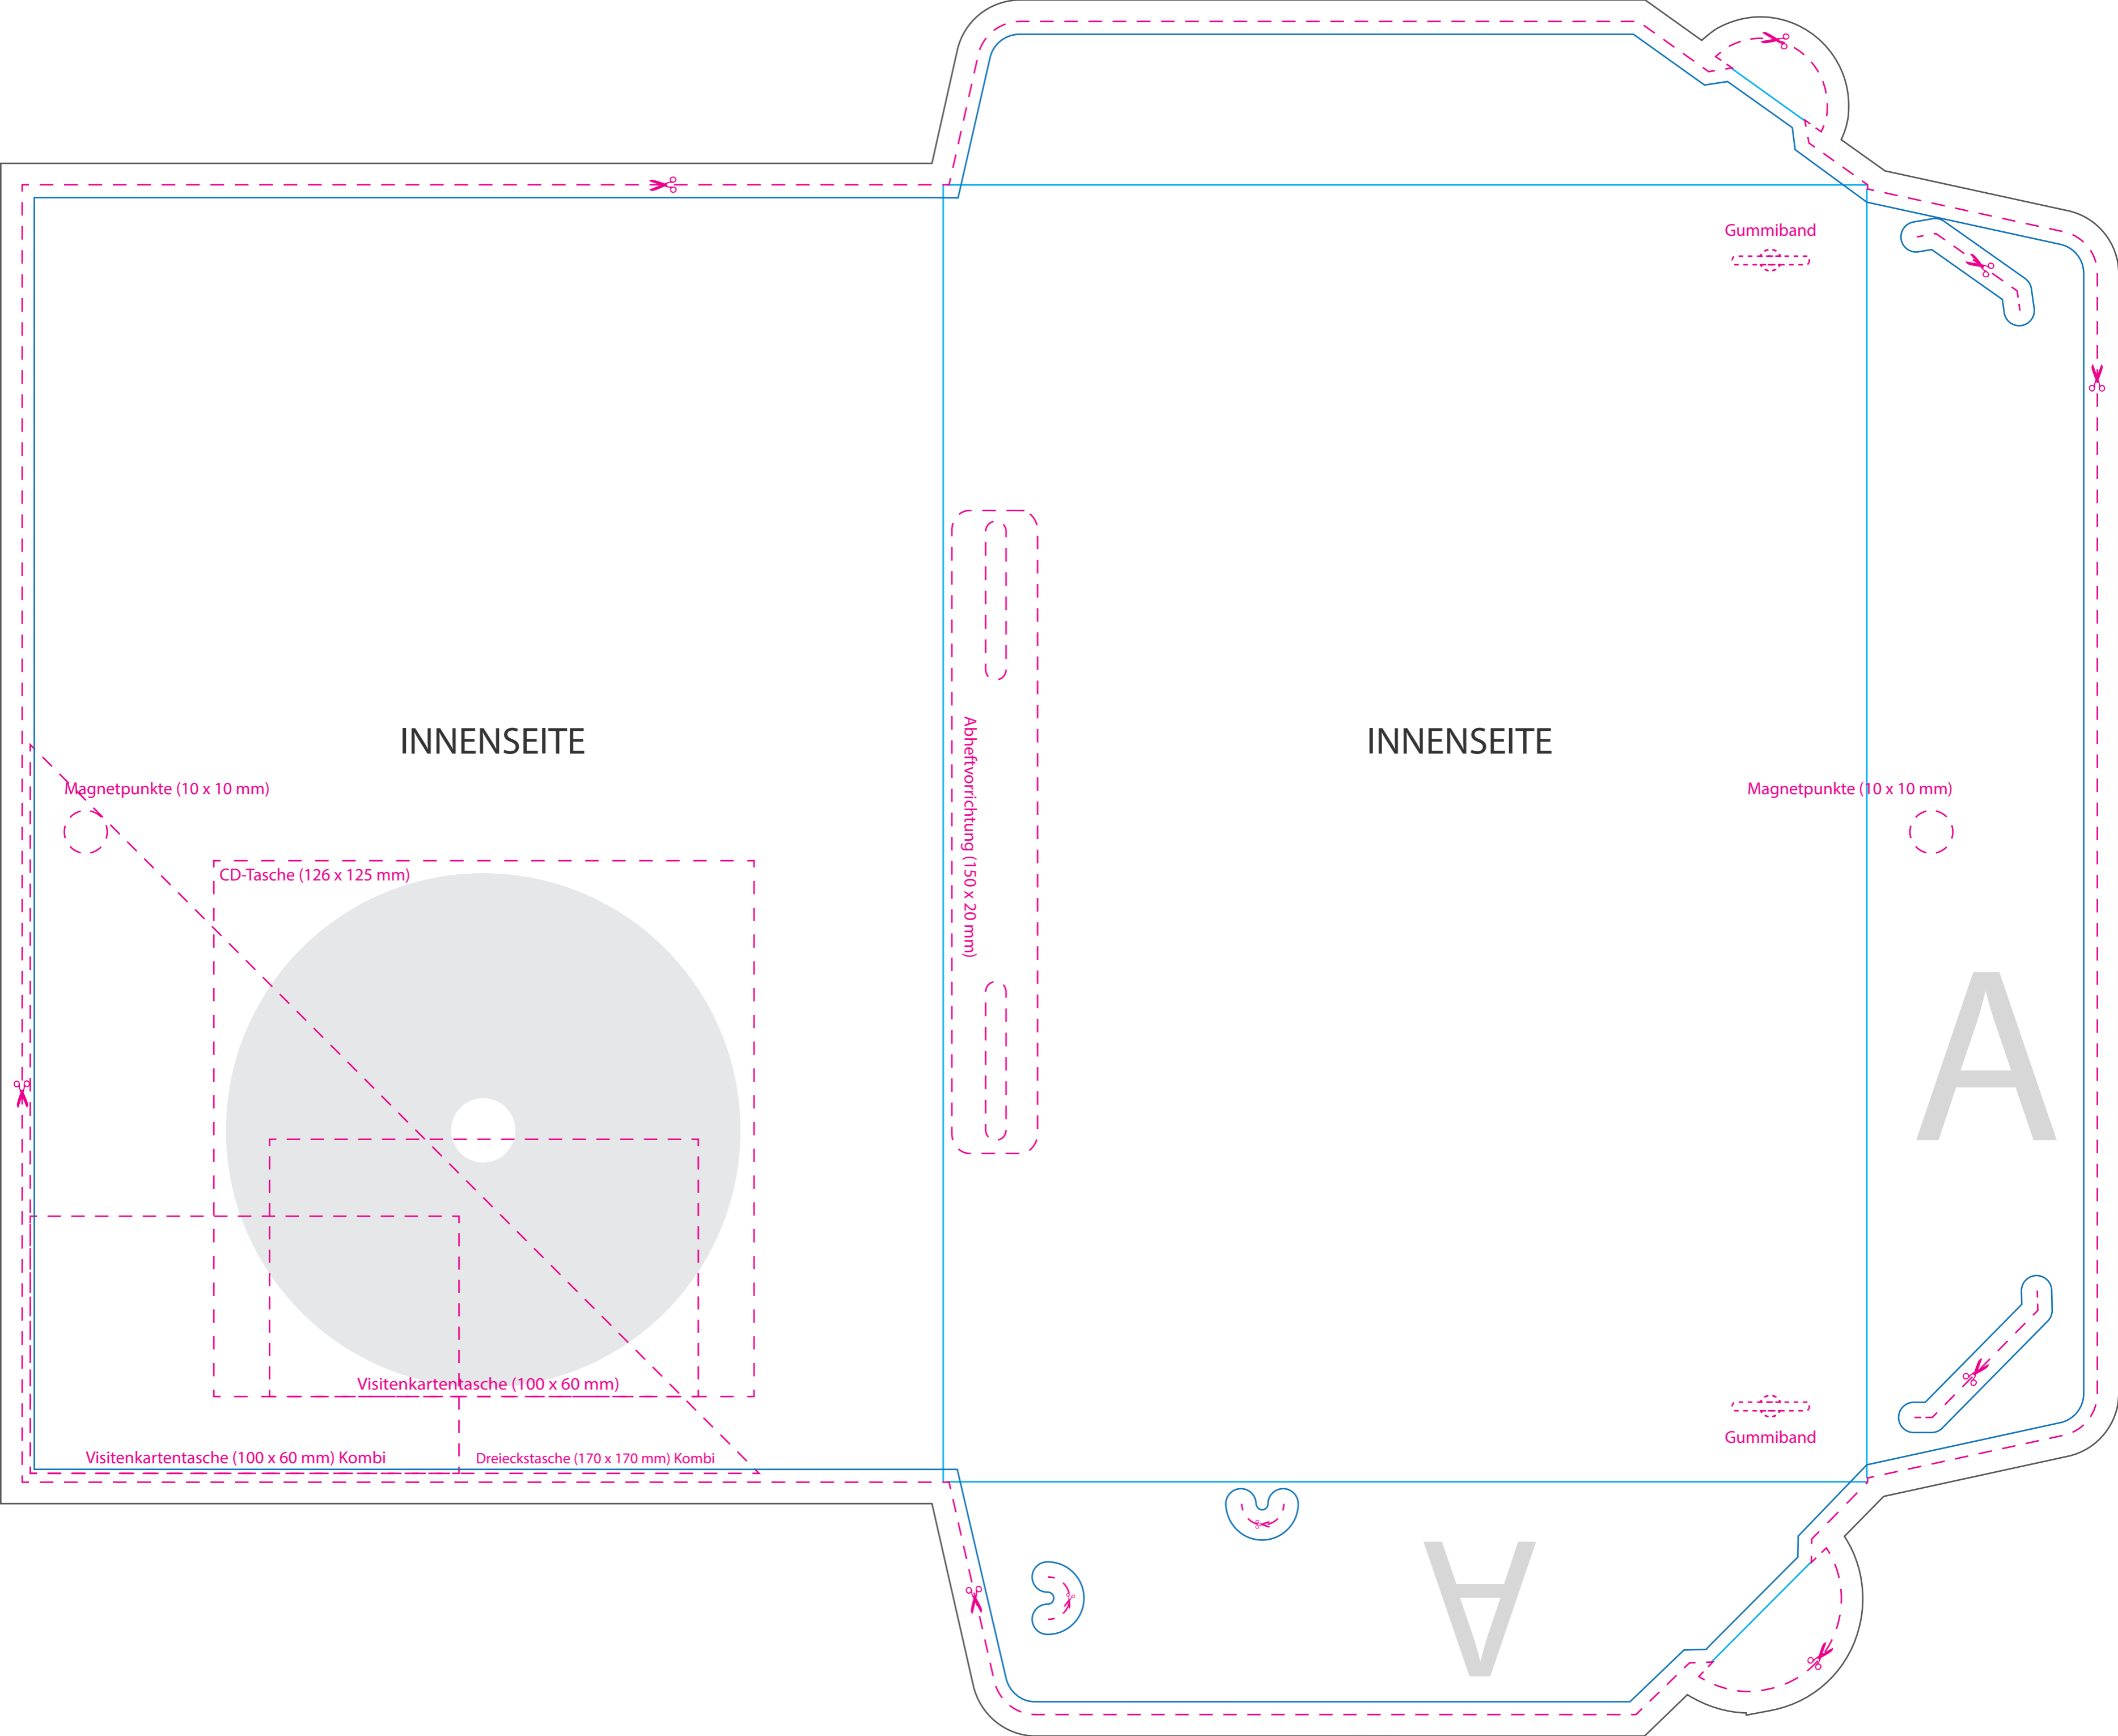 Gummiband
INNENSEITE
INNENSEITE
Magnetpunkte (10 x 10 mm)
Magnetpunkte (10 x 10 mm)
Abheftvorrichtung (150 x 20 mm)
CD-Tasche (126 x 125 mm)
A
Visitenkartentasche (100 x 60 mm)
Gummiband
Visitenkartentasche (100 x 60 mm) Kombi
Dreieckstasche (170 x 170 mm) Kombi
A